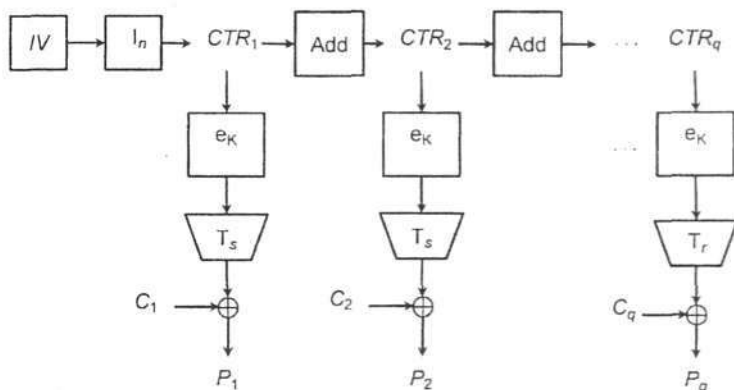 IV I_n CTR_1 Add CTR_2 Add ... CTR_q
e_K e_K ... e_K
T_s T_s T_r
C_1 C_2 C_q
P_1 P_2 P_q